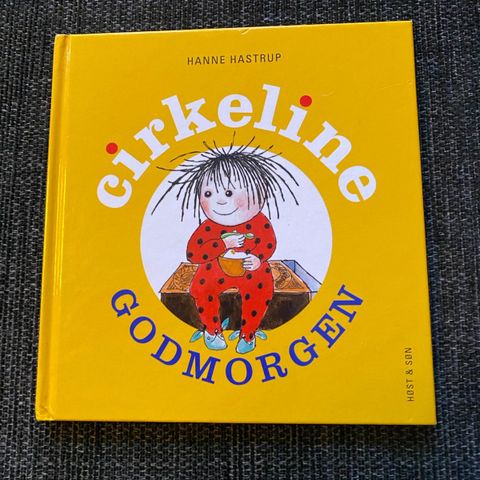 HANNE HASTRUP
cirkeline
GODMORGEN
HØST & SØN